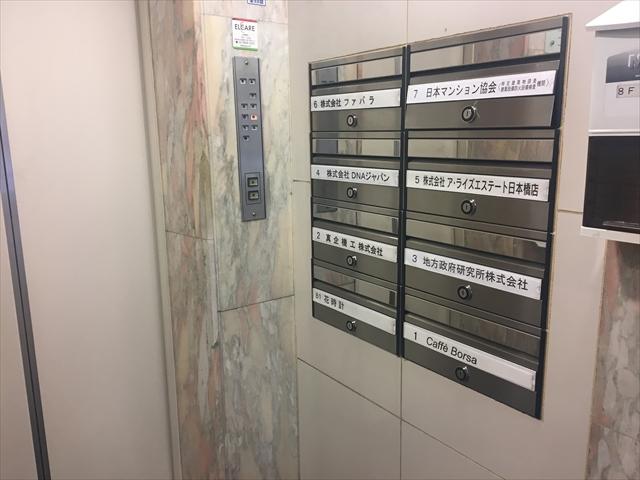 ELCARE
6 株式会社 ファバラ
7 日本マンション協会
4 株式会社 DNAジャパン
5 株式会社 ア・ライズエステート日本橋店
2 真企機工株式会社
3 地方政府研究所株式会社
B1 花時計
1 Caffè Borsa
8F